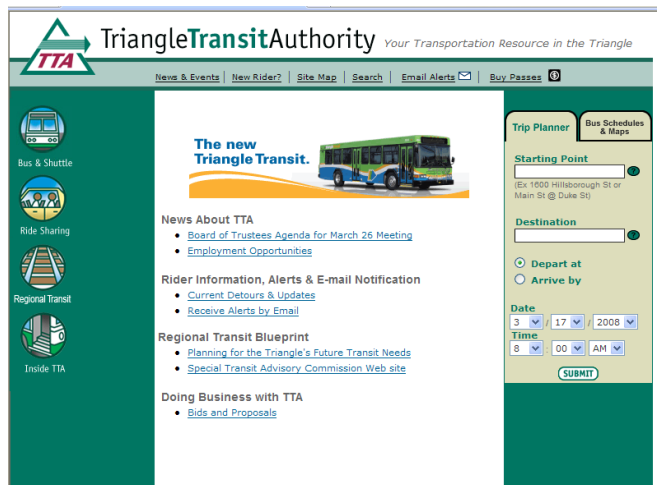 TTA
TriangleTransitAuthority Your Transportation Resource in the Triangle
News & Events | New Rider? | Site Map | Search | Email Alerts | Buy Passes
Bus & Shuttle
Ride Sharing
Regional Transit
Inside TTA
The new
Triangle Transit.
News About TTA
Board of Trustees Agenda for March 26 Meeting
Employment Opportunities
Rider Information, Alerts & E-mail Notification
Current Detours & Updates
Receive Alerts by Email
Regional Transit Blueprint
Planning for the Triangle's Future Transit Needs
Special Transit Advisory Commission Web site
Doing Business with TTA
Bids and Proposals
Trip Planner
Bus Schedules
& Maps
Starting Point
?
(Ex 1600 Hillsborough St or
Main St @ Duke St)
Destination
?
Depart at
Arrive by
Date
3 / 17 / 2008
Time
8 : 00 AM
SUBMIT